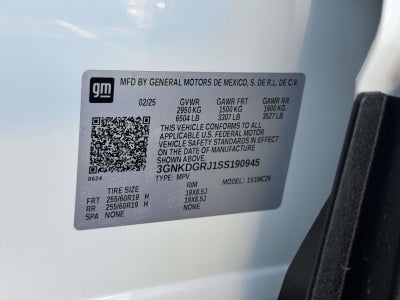 gm
MFD BY GENERAL MOTORS DE MEXICO, S. DE R.L. DE C.V.
02/25 GVWR GAWR FRT GAWR RR
2950 KG 1500 KG 1600 KG
6504 LB 3307 LB 3527 LB
THIS VEHICLE CONFORMS TO ALL
APPLICABLE U.S. FEDERAL MOTOR
VEHICLE SAFETY STANDARDS IN EFFECT
ON THE DATE OF MANUFACTURE SHOWN ABOVE.
3GNKDGRJ1SS190945
0624 TYPE: MPV MODEL: 151MC26
TIRE SIZE RIM
FRT 255/60R19 H 19X8.5J
RR 255/60R19 H 19X8.5J
SPA NONE NONE